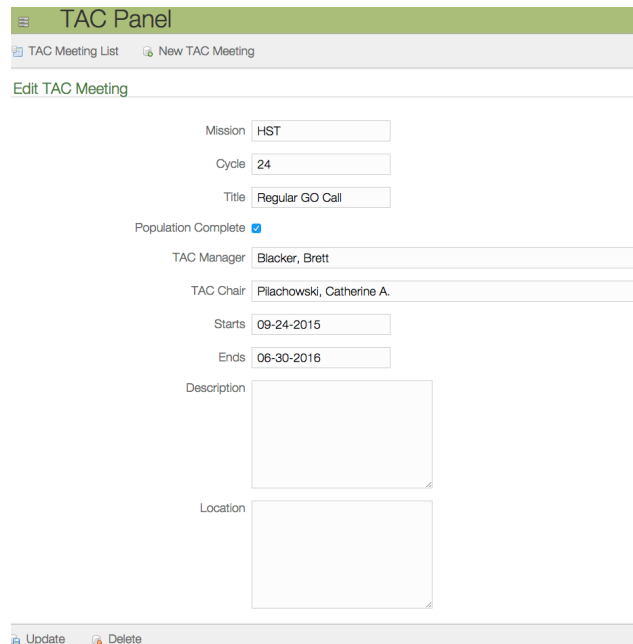 TAC Panel
TAC Meeting List New TAC Meeting
Edit TAC Meeting
Mission HST
Cycle 24
Title Regular GO Call
Population Complete
TAC Manager Blacker, Brett
TAC Chair Pilachowski, Catherine A.
Starts 09-24-2015
Ends 06-30-2016
Description
Location
Update Delete